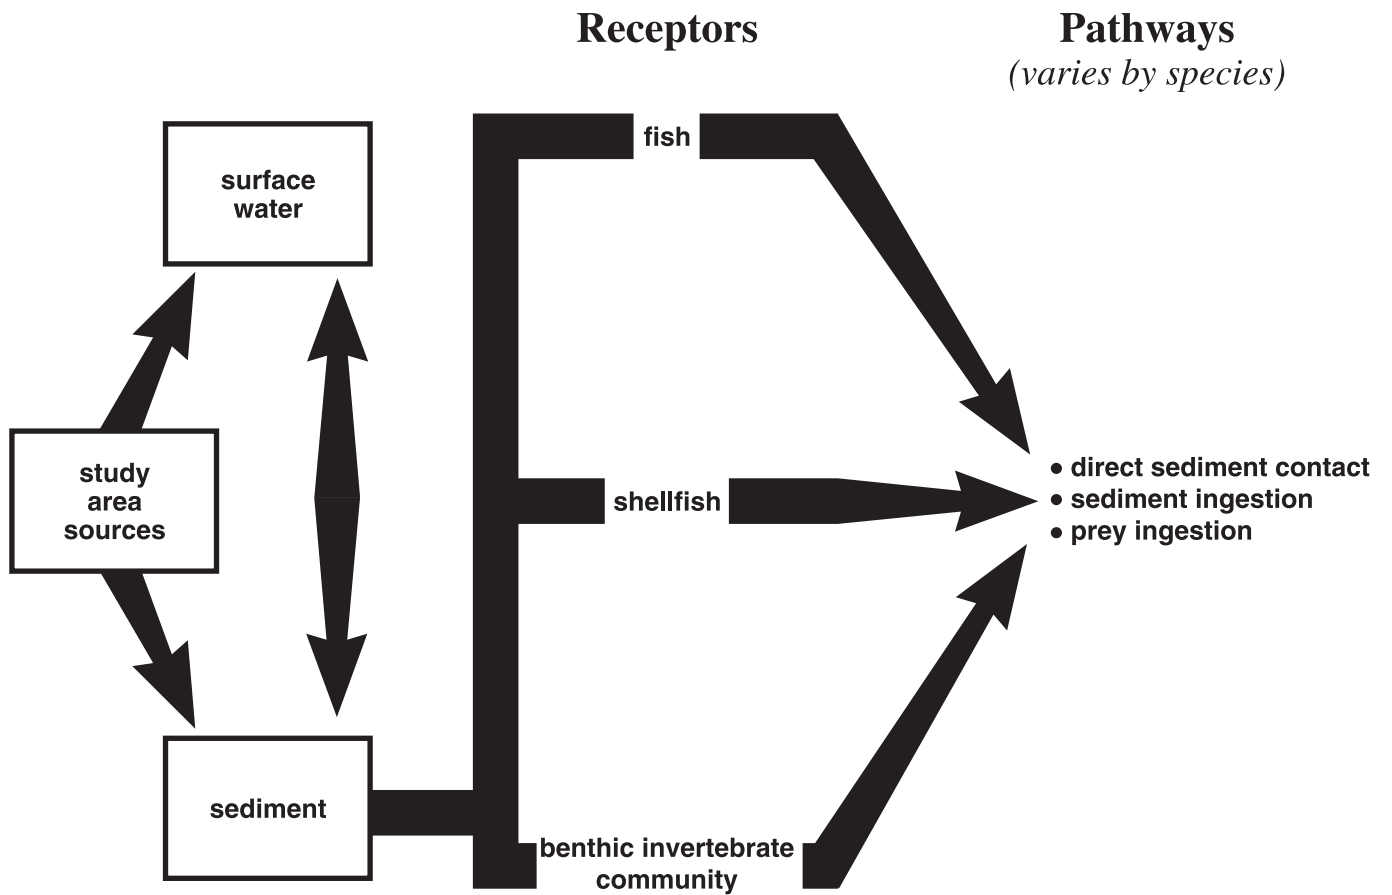 Receptors
Pathways
(varies by species)
fish
surface
water
study
area
sources
shellfish
• direct sediment contact
• sediment ingestion
• prey ingestion
sediment
benthic invertebrate
community